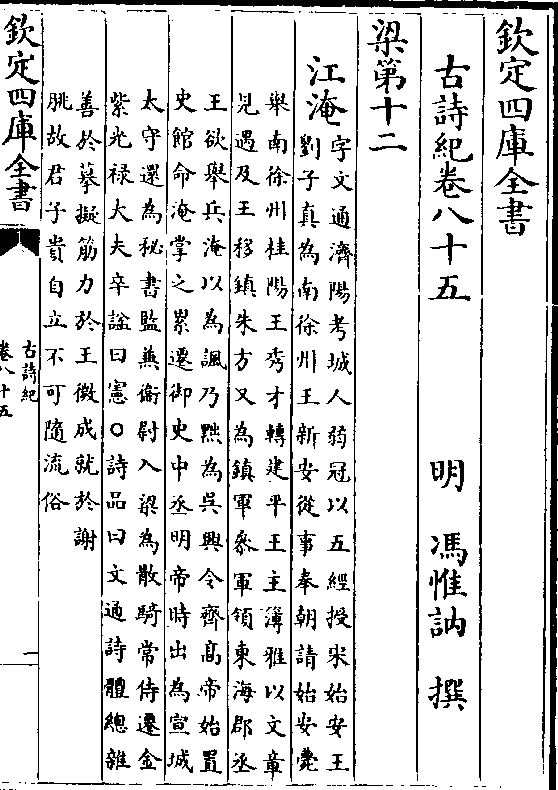 欽定四庫全書
古詩紀卷八十五
明 馮惟訥 撰
梁第十二
江淹
字文通濟陽考城人弱冠以五經授宋始安王
劉子真為南徐州王新安從事奉朝請始安薨
舉南徐州桂陽王秀才轉建平王主簿雅以文章
見遇及王移鎮朱方又為鎮軍參軍領東海郡丞
王欲舉兵淹以為諷乃黜為吳興令齊髙帝始置
史館命淹掌之累遷御史中丞明帝時出為宣城
太守還為秘書監兼衛尉入梁為散騎常侍遷金
紫光禄大夫卒諡曰憲○詩品曰文通詩體總雜
善於摹擬筋力於王微成就於謝
朓故君子貴自立不可隨流俗
欽定四庫全書
古詩紀
卷八十五
一